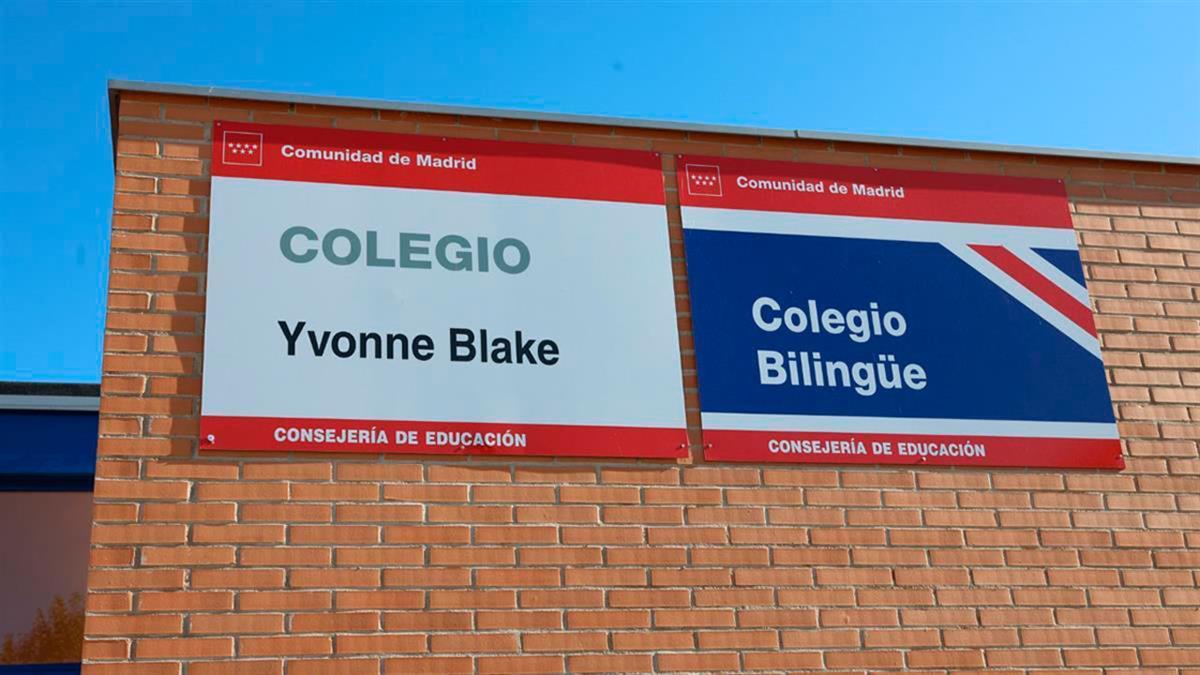 Comunidad de Madrid
COLEGIO
Yvonne Blake
CONSEJERÍA DE EDUCACIÓN
Comunidad de Madrid
Colegio
Bilingüe
CONSEJERÍA DE EDUCACIÓN